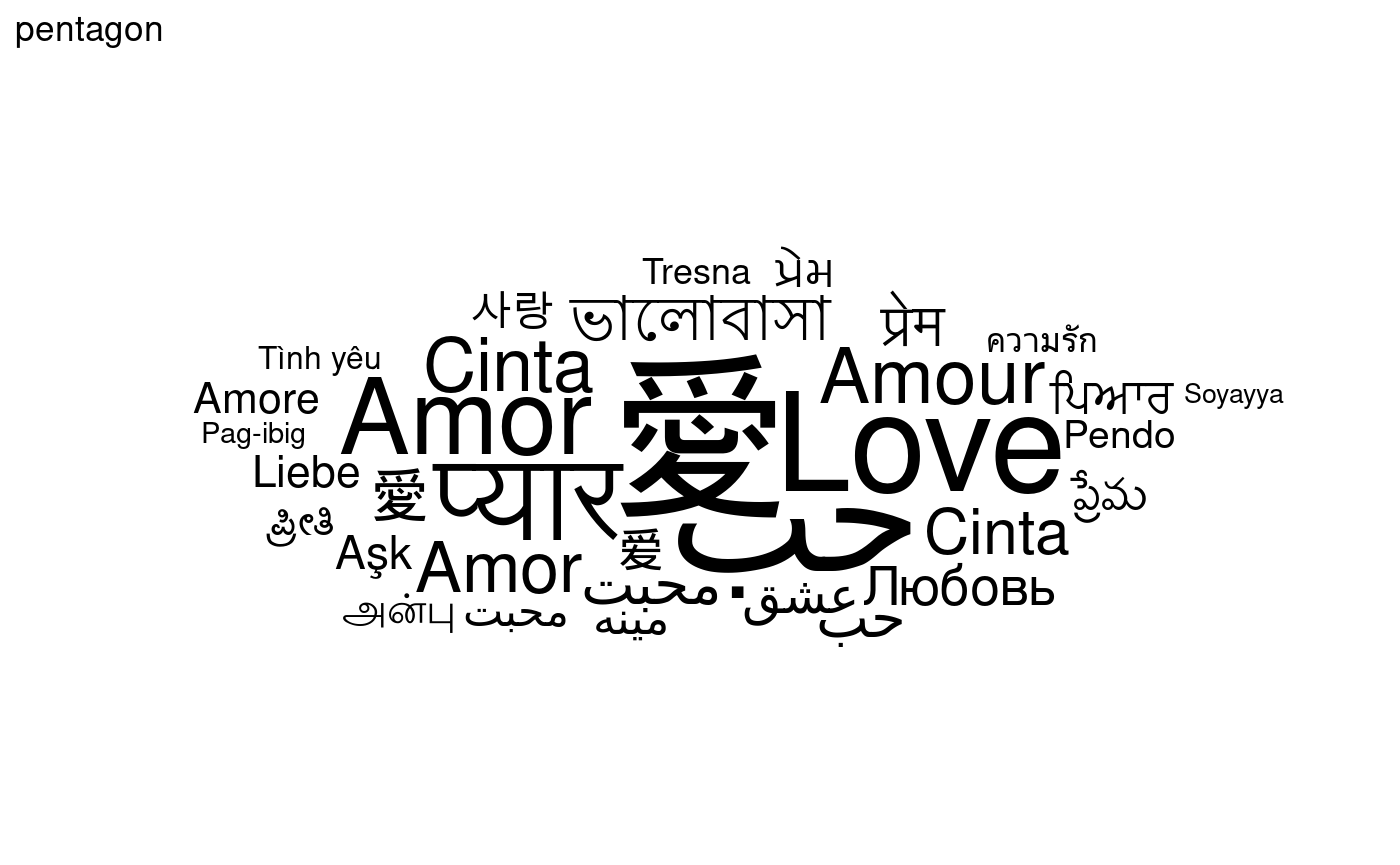 pentagon
Tresna
પ્રેમ
사랑
ভালোবাসা
प्रेम
ความรัก
Tình yêu
Cinta
愛
Amour
ਪਿਆਰ
Soyayya
Amore
Amor
Love
Pag-ibig
Pendo
Liebe
愛
प्यार
حب
ప్రేమ
ಪ್ರೀತಿ
Aşk
Amor
爱
Cinta
محبت
عشق
Любовь
அன்பு
محبت
مينه
حب